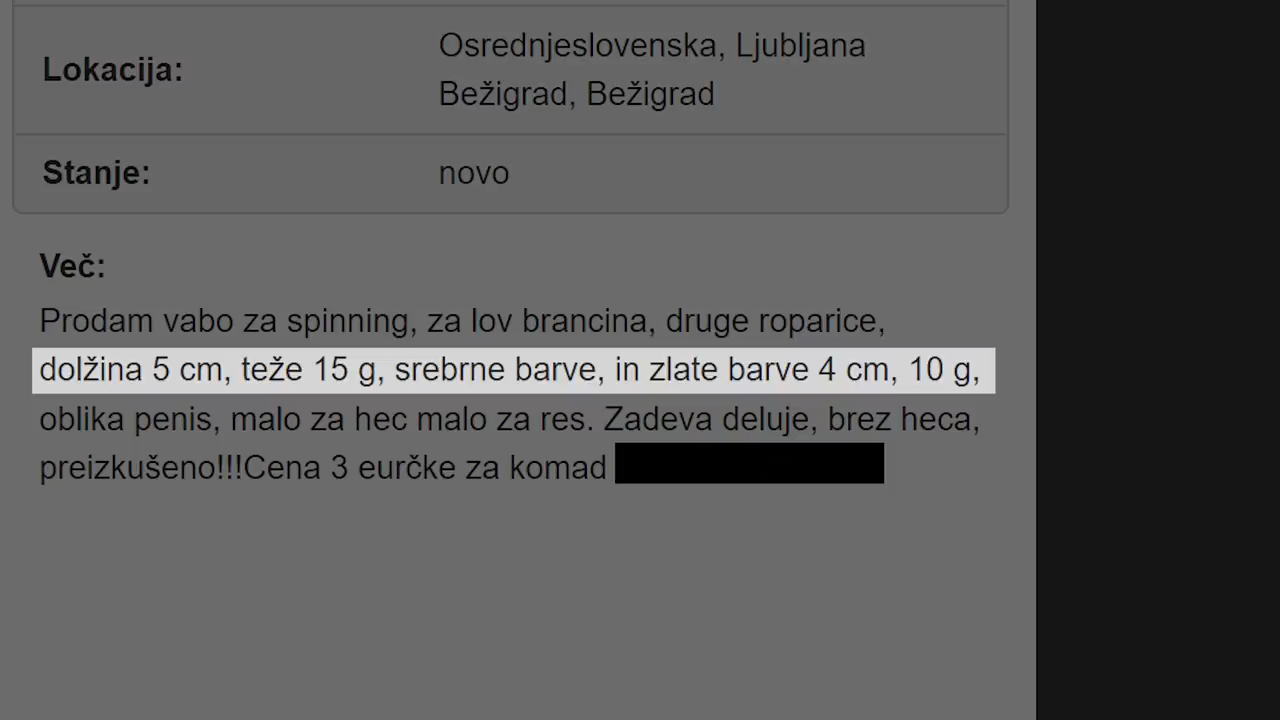 Lokacija:
Osrednjeslovenska, Ljubljana
Bežigrad, Bežigrad
Stanje:
novo
Več:
Prodam vabo za spinning, za lov brancina, druge roparice,
dolžina 5 cm, teže 15 g, srebrne barve, in zlate barve 4 cm, 10 g,
oblika penis, malo za hec malo za res. Zadeva deluje, brez heca,
preizkušeno!!!Cena 3 eurčke za komad